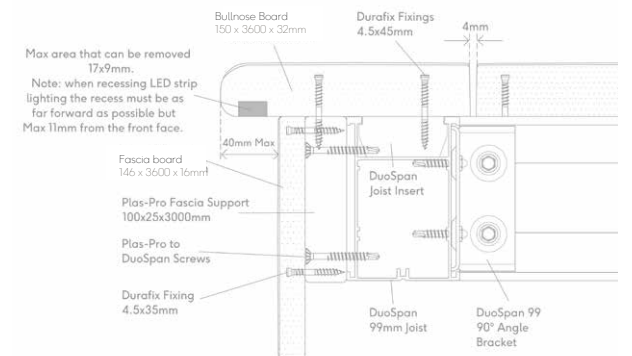 Bullnose Board
150 x 3600 x 32mm
Durafix Fixings
4.5x45mm
4mm
Max area that can be removed
17x9mm.
Note: when recessing LED strip
lighting the recess must be as
far forward as possible but
Max 11mm from the front face.
40mm Max
Fascia board
146 x 3600 x 16mm
DuoSpan
Joist Insert
Plas-Pro Fascia Support
100x25x3000mm
Plas-Pro to
DuoSpan Screws
Durafix Fixing
4.5x35mm
DuoSpan
99mm Joist
DuoSpan 99
90° Angle
Bracket